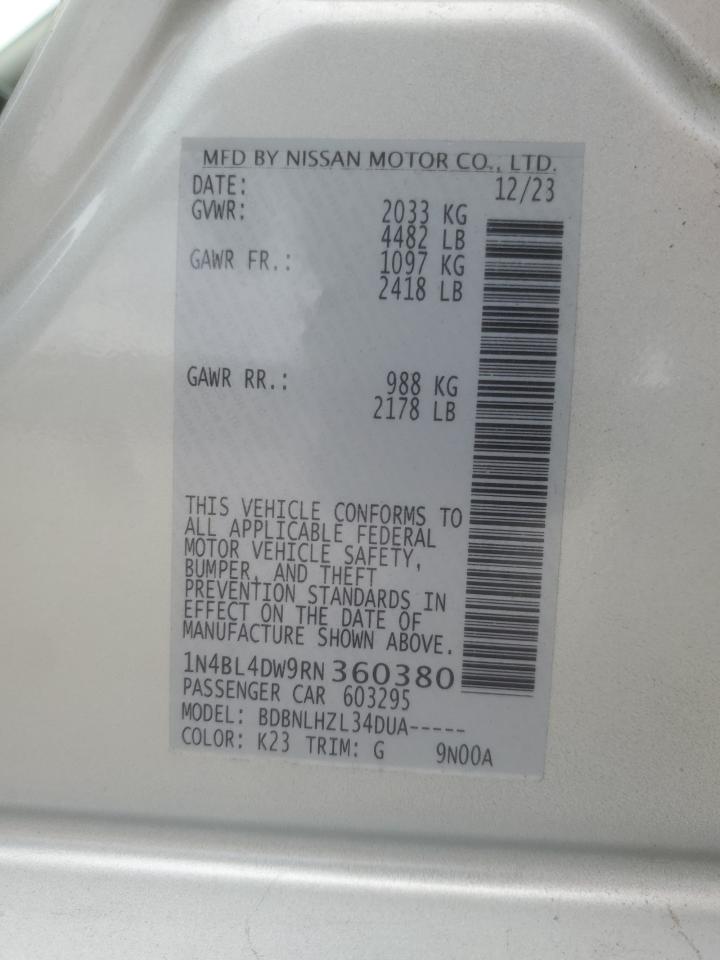 MFD BY NISSAN MOTOR CO., LTD.
DATE: 12/23
GVWR: 2033 KG
4482 LB
GAWR FR.: 1097 KG
2418 LB
GAWR RR.: 988 KG
2178 LB
THIS VEHICLE CONFORMS TO
ALL APPLICABLE FEDERAL
MOTOR VEHICLE SAFETY,
BUMPER, AND THEFT
PREVENTION STANDARDS IN
EFFECT ON THE DATE OF
MANUFACTURE SHOWN ABOVE.
1N4BL4DW9RN 360380
PASSENGER CAR 603295
MODEL: BDBNLHZL34DUA-----
COLOR: K23 TRIM: G 9N00A